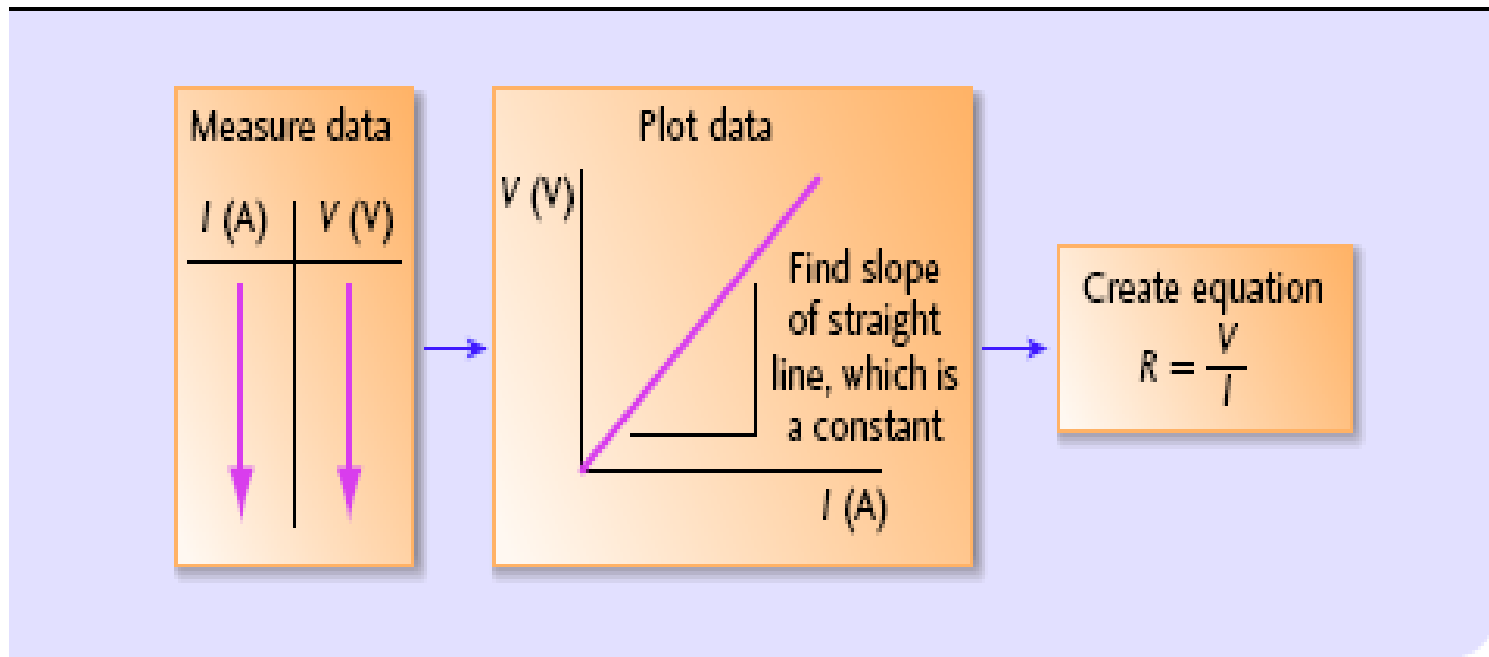 Measure data
I (A) V (V)
Plot data
V (V)
Find slope
of straight
line, which is
a constant
I (A)
Create equation
R = V/I